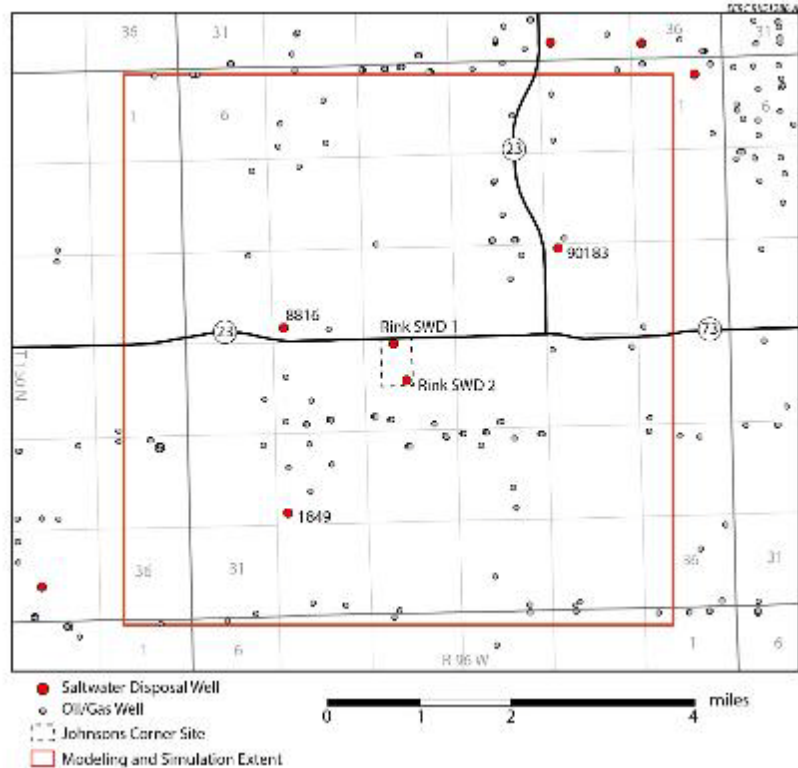 36
31
36
31
1
6
1
6
23
90183
8816
Rink SWD 1
23
73
Rink SWD 2
T 150 N
1849
36
31
36
31
1
6
R 96 W
1
6
Saltwater Disposal Well
Oil/Gas Well
Johnsons Corner Site
Modeling and Simulation Extent
miles
0
1
2
4